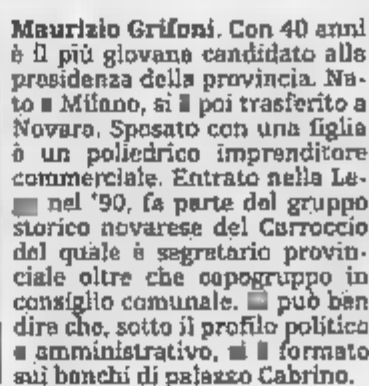 Maurizio Grifoni. Con 40 anni
è il più giovane candidato alla
presidenza della provincia. Na-
to a Milano, si è poi trasferito a
Novara. Sposato con una figlia
è un poliedrico imprenditore
commerciale. Entrato nella Le-
nel '90, fa parte del gruppo
storico novarese del Carroccio
del quale è segretario provin-
ciale oltre che capogruppo in
consiglio comunale. può ben
dire che, sotto il profilo politico
e amministrativo, si è formato
sui banchi di palazzo Cabrino.